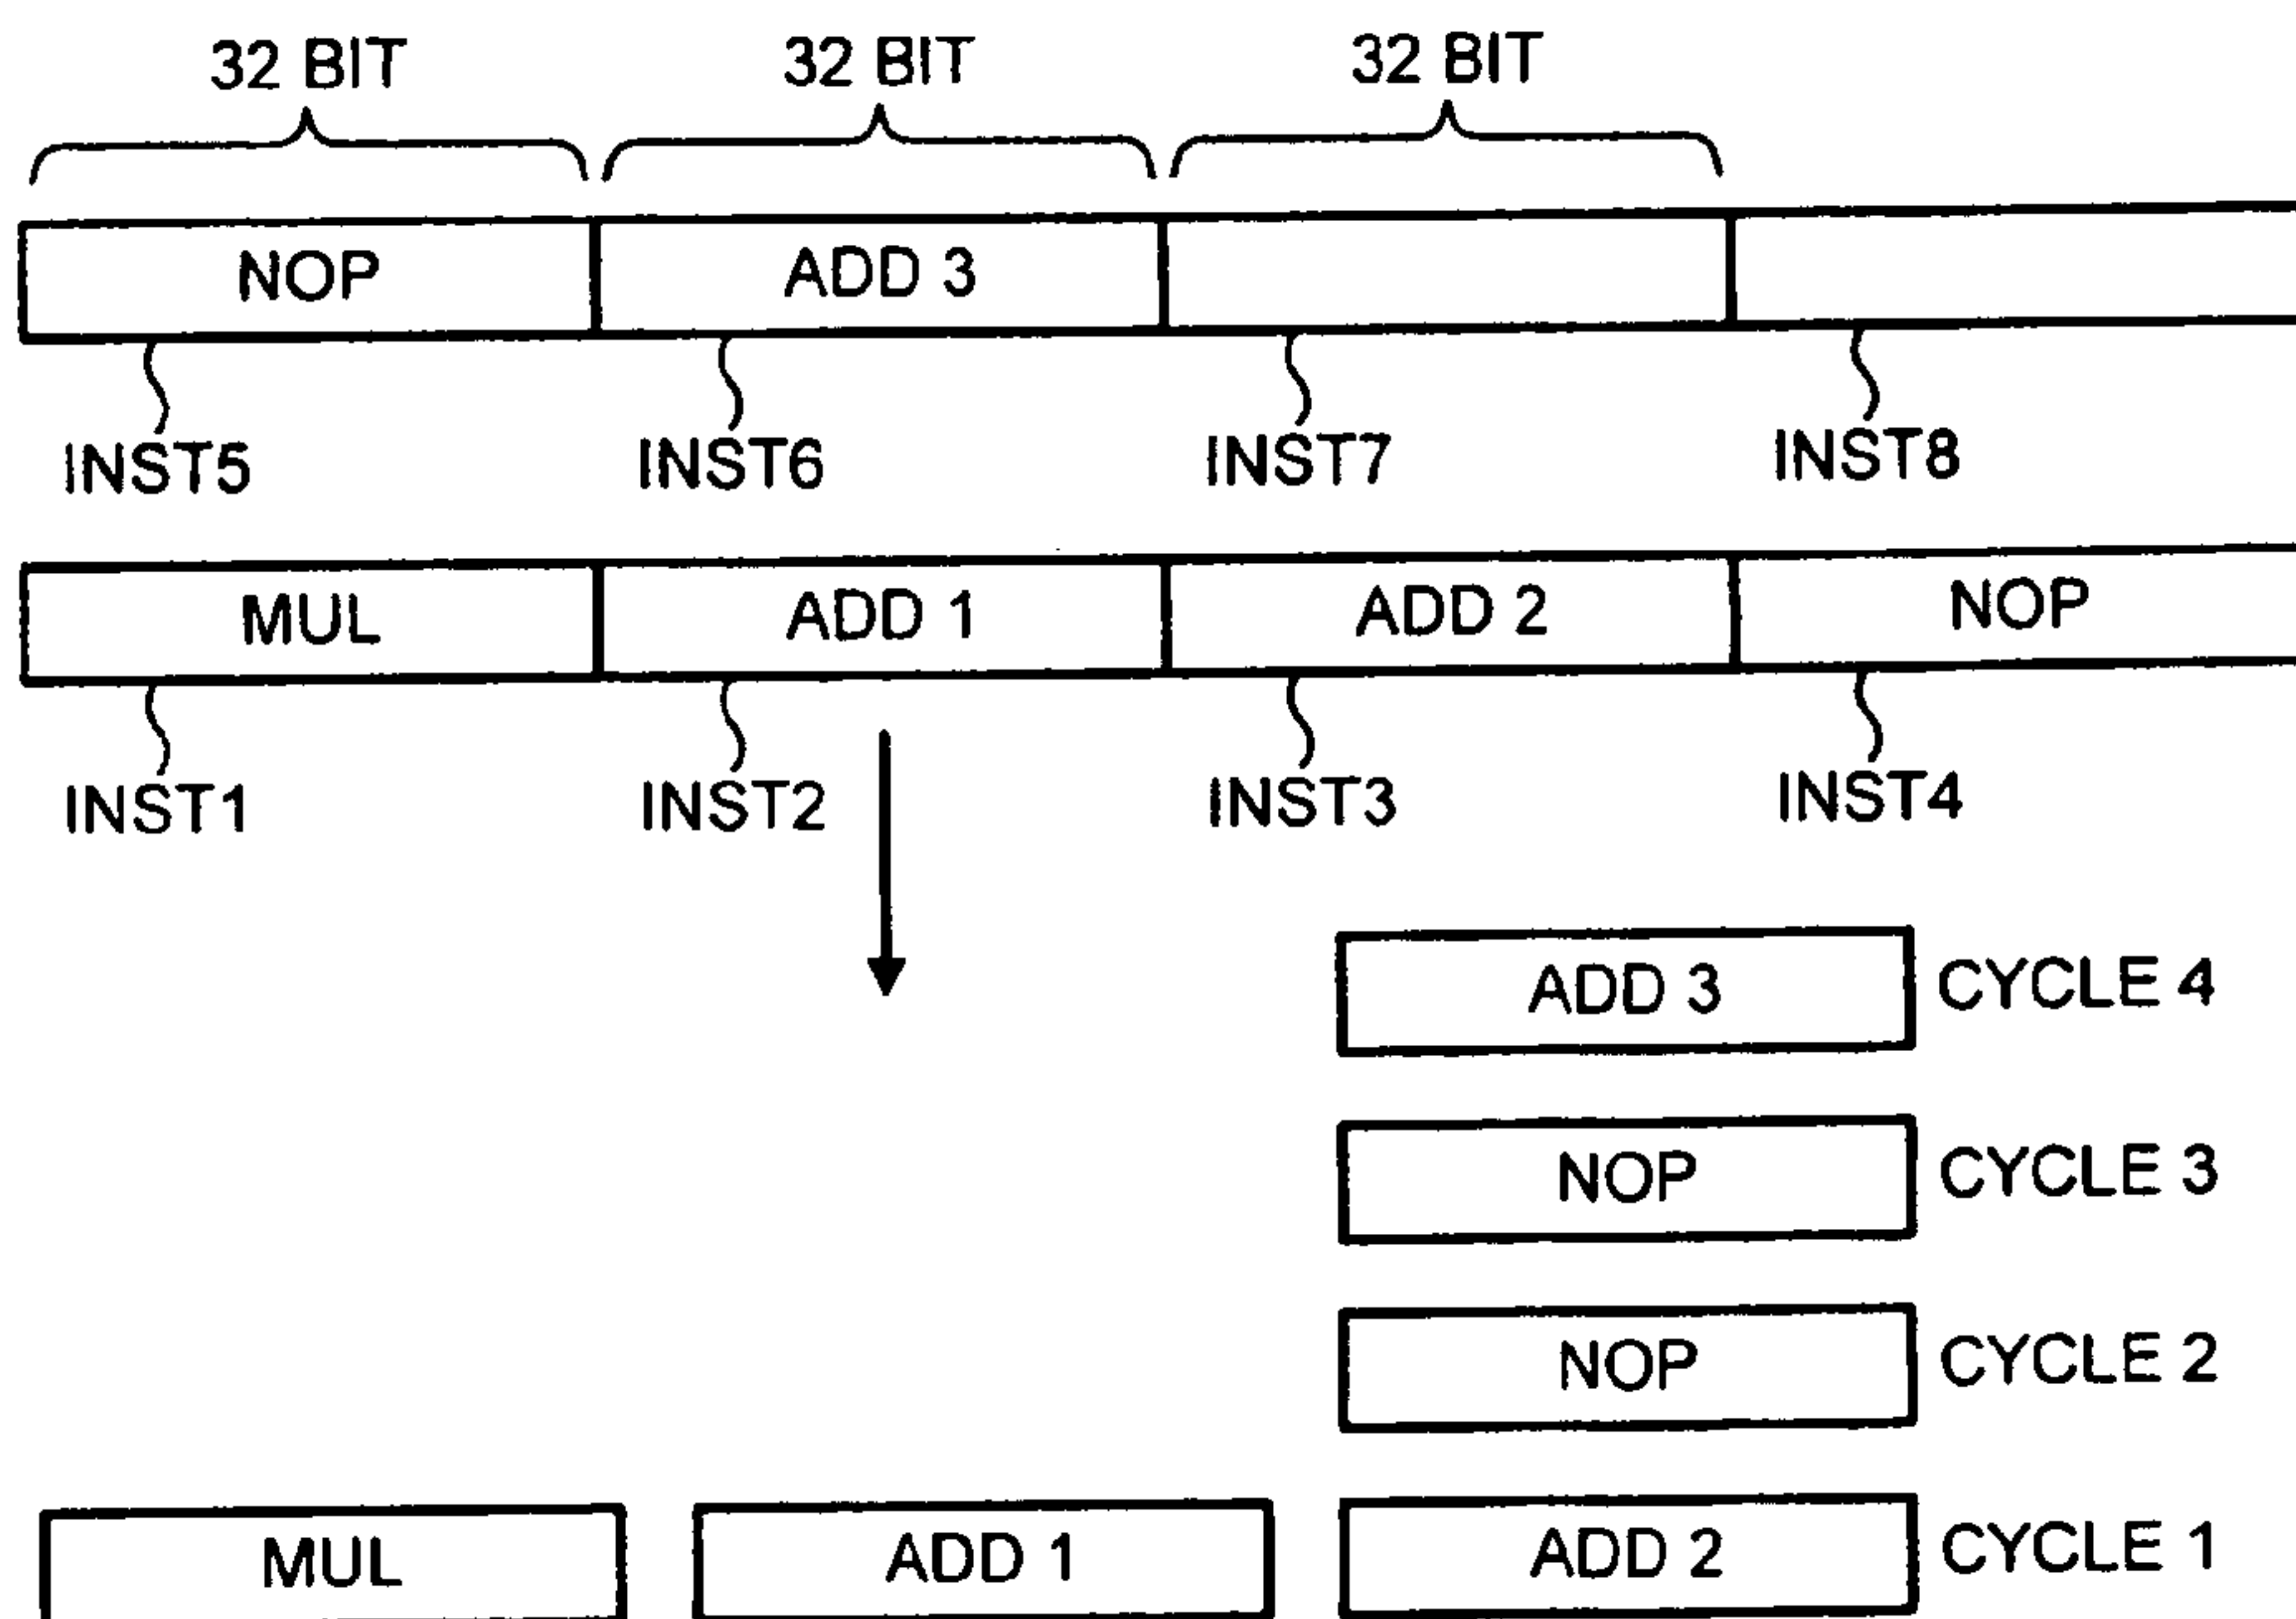 32 BIT 32 BIT 32 BIT
NOP ADD 3
INST5 INST6 INST7 INST8
MUL ADD 1 ADD 2 NOP
INST1 INST2 INST3 INST4
ADD 3 CYCLE 4
NOP CYCLE 3
NOP CYCLE 2
MUL ADD 1 ADD 2 CYCLE 1